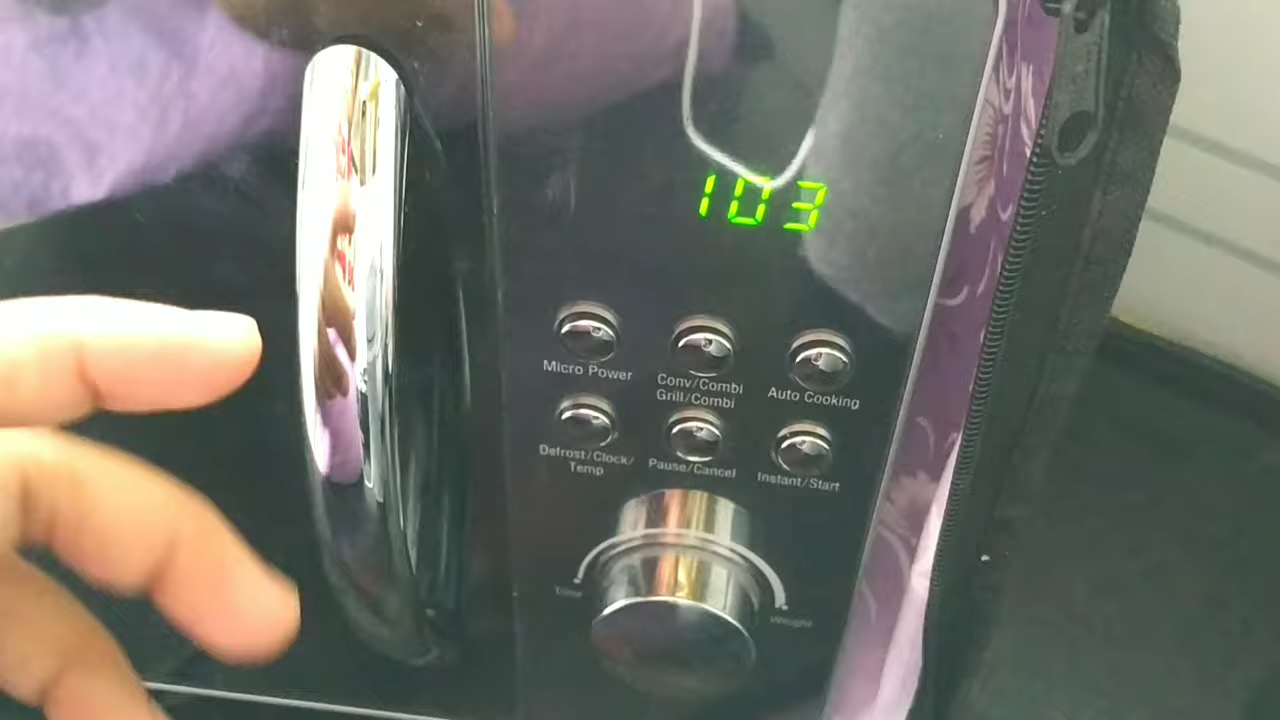 103
Micro Power
Conv/Combi
Grill/Combi
Auto Cooking
Defrost/Clock/
Temp
Pause/Cancel
Instant/Start
Time
Weight